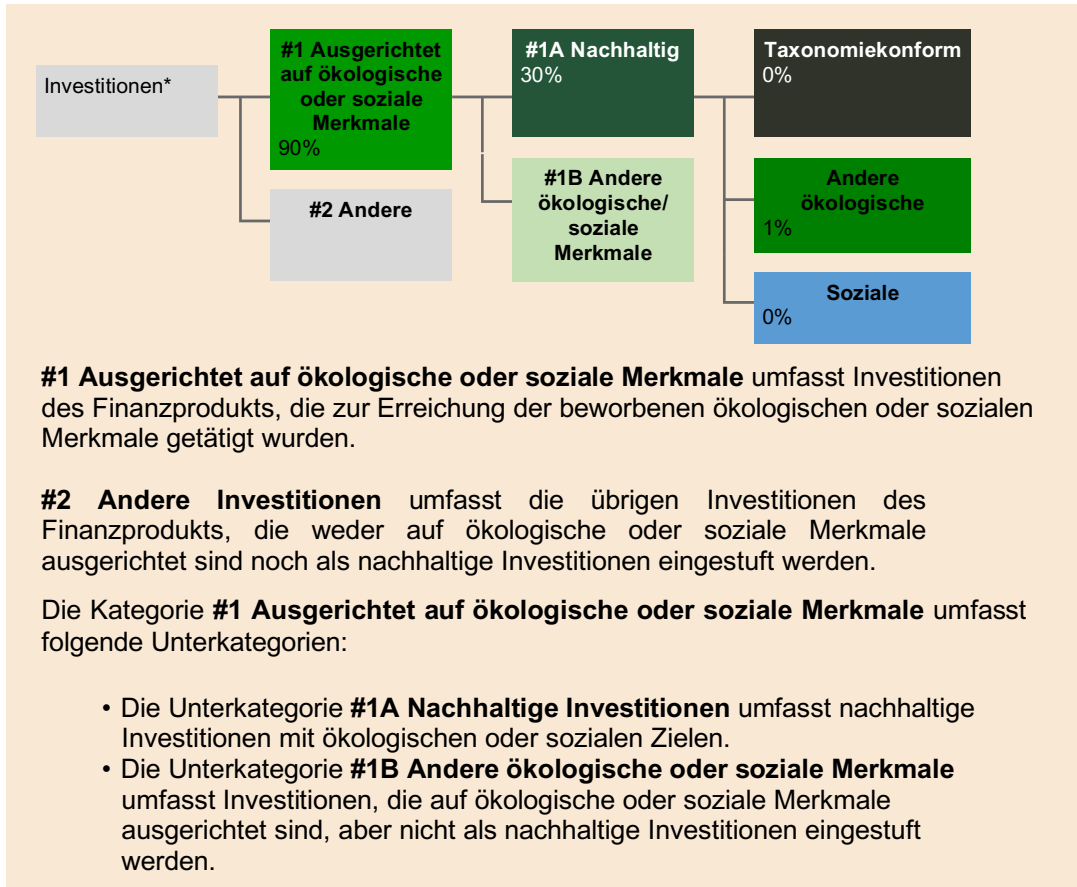 Investitionen*
#1 Ausgerichtet
auf ökologische
oder soziale
Merkmale
90%
#2 Andere
#1A Nachhaltig
30%
#1B Andere
ökologische/
soziale
Merkmale
Taxonomiekonform
0%
Andere
ökologische
1%
Soziale
0%
#1 Ausgerichtet auf ökologische oder soziale Merkmale umfasst Investitionen
des Finanzprodukts, die zur Erreichung der beworbenen ökologischen oder sozialen
Merkmale getätigt wurden.
#2 Andere Investitionen umfasst die übrigen Investitionen des
Finanzprodukts, die weder auf ökologische oder soziale Merkmale
ausgerichtet sind noch als nachhaltige Investitionen eingestuft werden.
Die Kategorie #1 Ausgerichtet auf ökologische oder soziale Merkmale umfasst
folgende Unterkategorien:
• Die Unterkategorie #1A Nachhaltige Investitionen umfasst nachhaltige
Investitionen mit ökologischen oder sozialen Zielen.
• Die Unterkategorie #1B Andere ökologische oder soziale Merkmale
umfasst Investitionen, die auf ökologische oder soziale Merkmale
ausgerichtet sind, aber nicht als nachhaltige Investitionen eingestuft
werden.